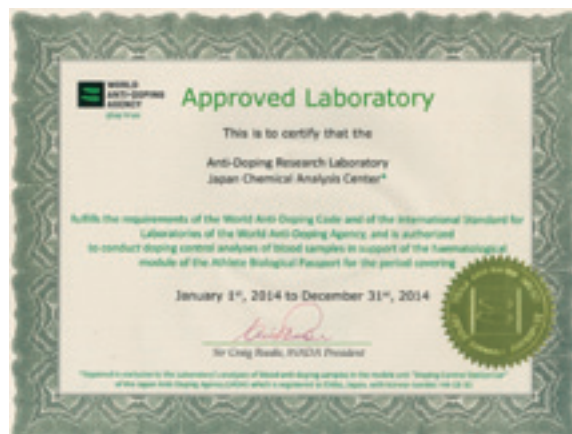 WORLD
ANTI-DOPING
AGENCY
play true
Approved Laboratory
This is to certify that the
Anti-Doping Research Laboratory
Japan Chemical Analysis Center*
fulfills the requirements of the World Anti-Doping Code and of the International Standard for
Laboratories of the World Anti-Doping Agency, and is authorized
to conduct doping control analyses of blood samples in support of the haematological
module of the Athlete Biological Passport for the period covering
January 1st, 2014 to December 31st, 2014
Sir Craig Reedie, WADA President